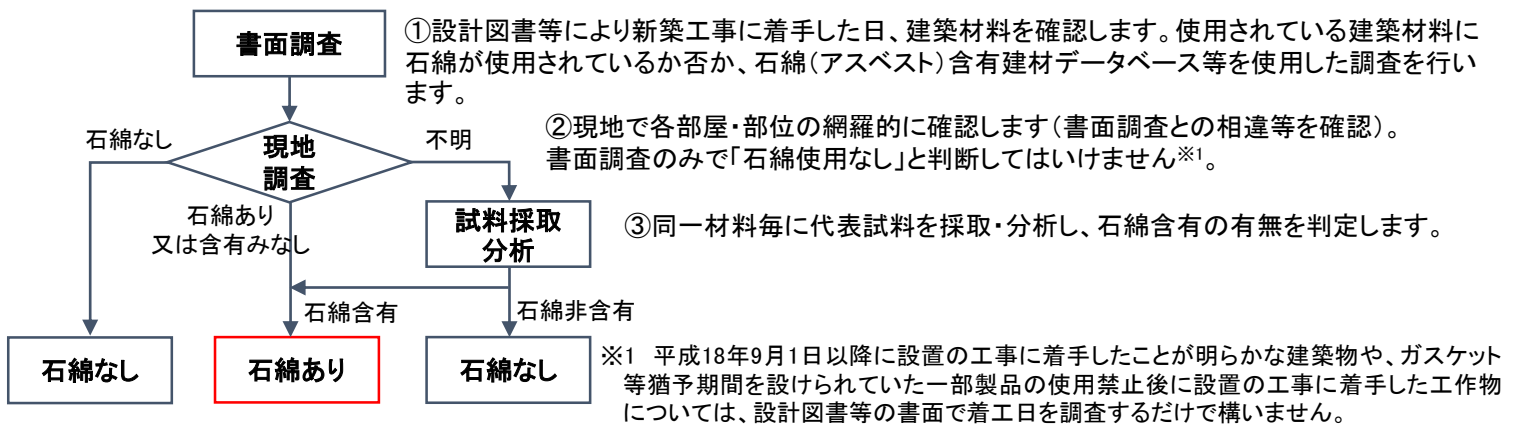 書面調査
①設計図書等により新築工事に着手した日、建築材料を確認します。使用されている建築材料に
石綿が使用されているか否か、石綿（アスベスト）含有建材データベース等を使用した調査を行い
ます。
石綿なし
現地
調査
不明
②現地で各部屋・部位の網羅的に確認します（書面調査との相違等を確認）。
書面調査のみで「石綿使用なし」と判断してはいけません※1。
石綿あり
又は含有みなし
試料採取
分析
③同一材料毎に代表試料を採取・分析し、石綿含有の有無を判定します。
石綿含有
石綿非含有
石綿なし
石綿あり
石綿なし
※1 平成18年9月1日以降に設置の工事に着手したことが明らかな建築物や、ガスケット
等猶予期間を設けられていた一部製品の使用禁止後に設置の工事に着手した工作物
については、設計図書等の書面で着工日を調査するだけで構いません。